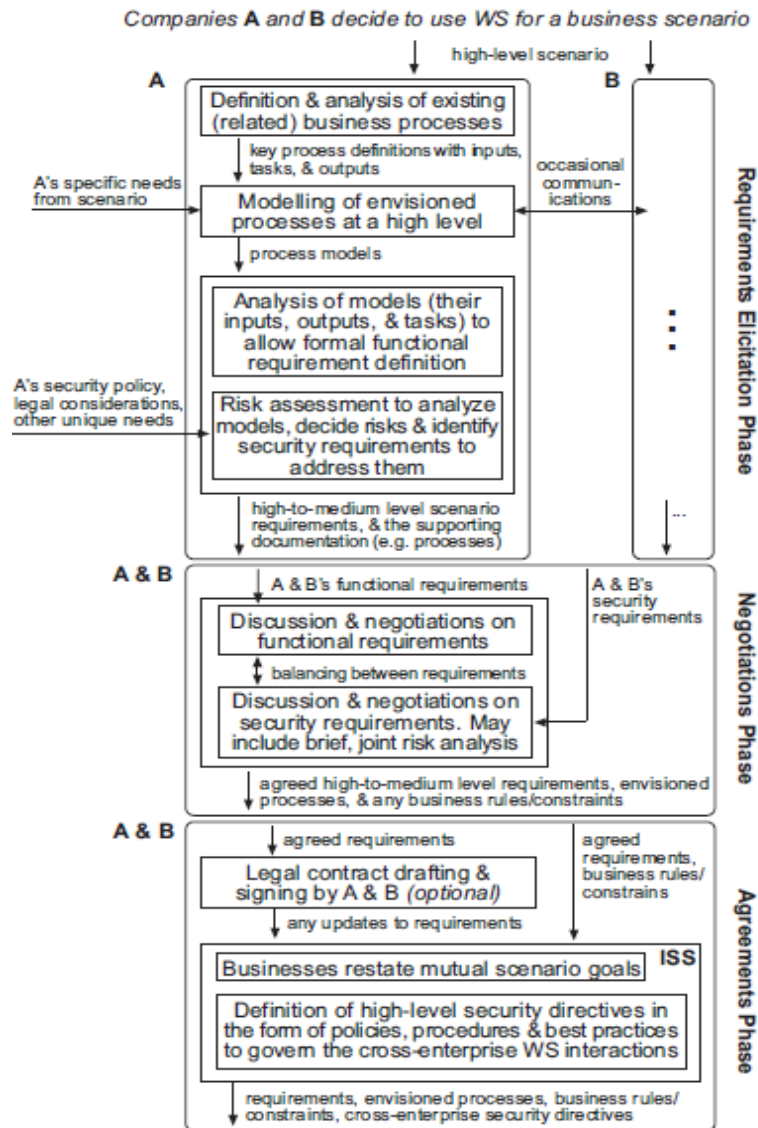 Companies A and B decide to use WS for a business scenario
high-level scenario
A
B
Definition & analysis of existing
(related) business processes
key process definitions with inputs,
tasks, & outputs
occasional
commun-
ications
A's specific needs
from scenario
Modelling of envisioned
processes at a high level
process models
Analysis of models (their
inputs, outputs, & tasks) to
allow formal functional
requirement definition
A's security policy,
legal considerations,
other unique needs
Risk assessment to analyze
models, decide risks & identify
security requirements to
address them
high-to-medium level scenario
requirements, & the supporting
documentation (e.g. processes)
...
...
Requirements Elicitation Phase
A & B
A & B's functional requirements
A & B's
security
requirements
Discussion & negotiations on
functional requirements
balancing between requirements
Discussion & negotiations on
security requirements. May
include brief, joint risk analysis
agreed high-to-medium level requirements, envisioned
processes, & any business rules/constraints
Negotiations Phase
A & B
agreed requirements
agreed
requirements,
business rules/
constrains
Legal contract drafting &
signing by A & B (optional)
any updates to requirements
ISS
Businesses restate mutual scenario goals
Definition of high-level security directives in
the form of policies, procedures & best practices
to govern the cross-enterprise WS interactions
requirements, envisioned processes, business rules/
constraints, cross-enterprise security directives
Agreements Phase